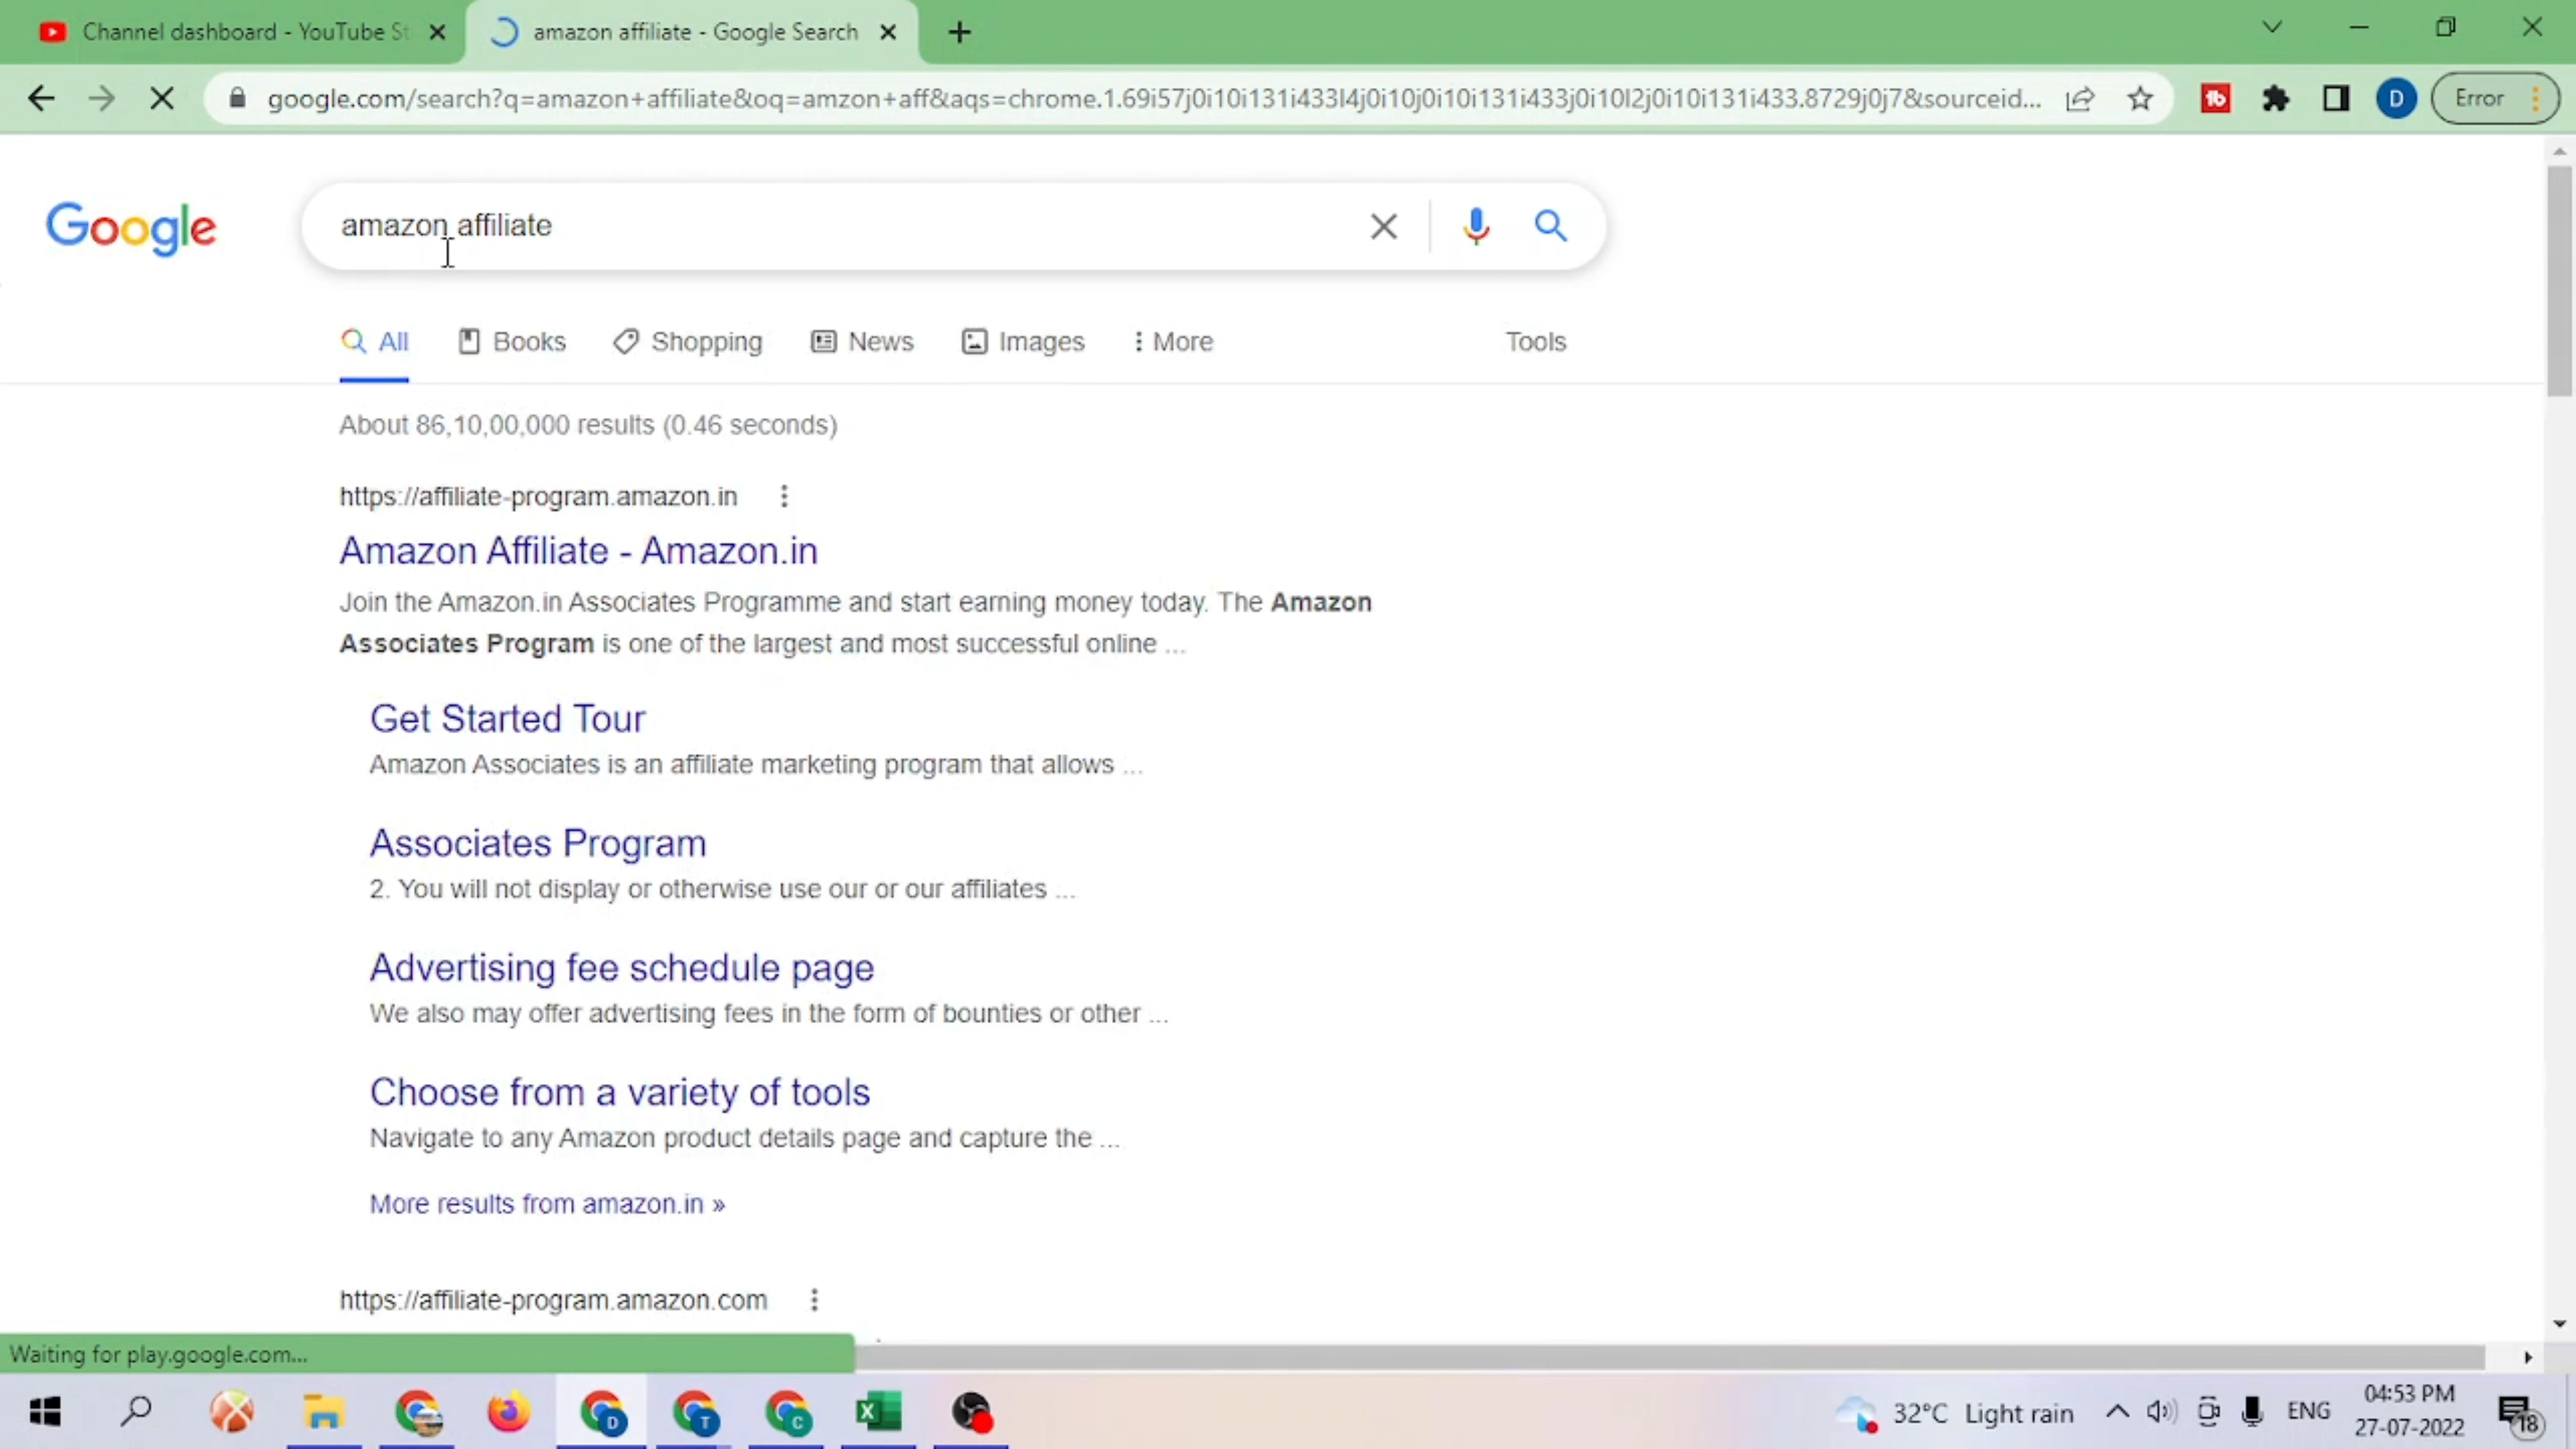 Channel dashboard - YouTube St
amazon affiliate - Google Search
google.com/search?q=amazon+affiliate&oq=amzon+aff&aqs=chrome.1.69i57j0i10i131i433l4j0i10j0i10i131i433j0i10l2j0i10i131i433.8729j0j7&sourceid...
tb
D
Error
Google
amazon affiliate
All
Books
Shopping
News
Images
More
Tools
About 86,10,00,000 results (0.46 seconds)
https://affiliate-program.amazon.in
Amazon Affiliate - Amazon.in
Join the Amazon.in Associates Programme and start earning money today. The Amazon
Associates Program is one of the largest and most successful online ...
Get Started Tour
Amazon Associates is an affiliate marketing program that allows ...
Associates Program
2. You will not display or otherwise use our or our affiliates ...
Advertising fee schedule page
We also may offer advertising fees in the form of bounties or other ...
Choose from a variety of tools
Navigate to any Amazon product details page and capture the ...
More results from amazon.in »
https://affiliate-program.amazon.com
Waiting for play.google.com...
D
T
C
X
32°C Light rain
ENG
04:53 PM
27-07-2022
18